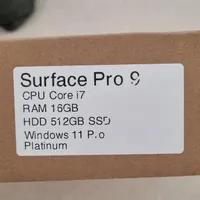 Surface Pro 9
CPU Core i7
RAM 16GB
HDD 512GB SSD
Windows 11 Pro
Platinum